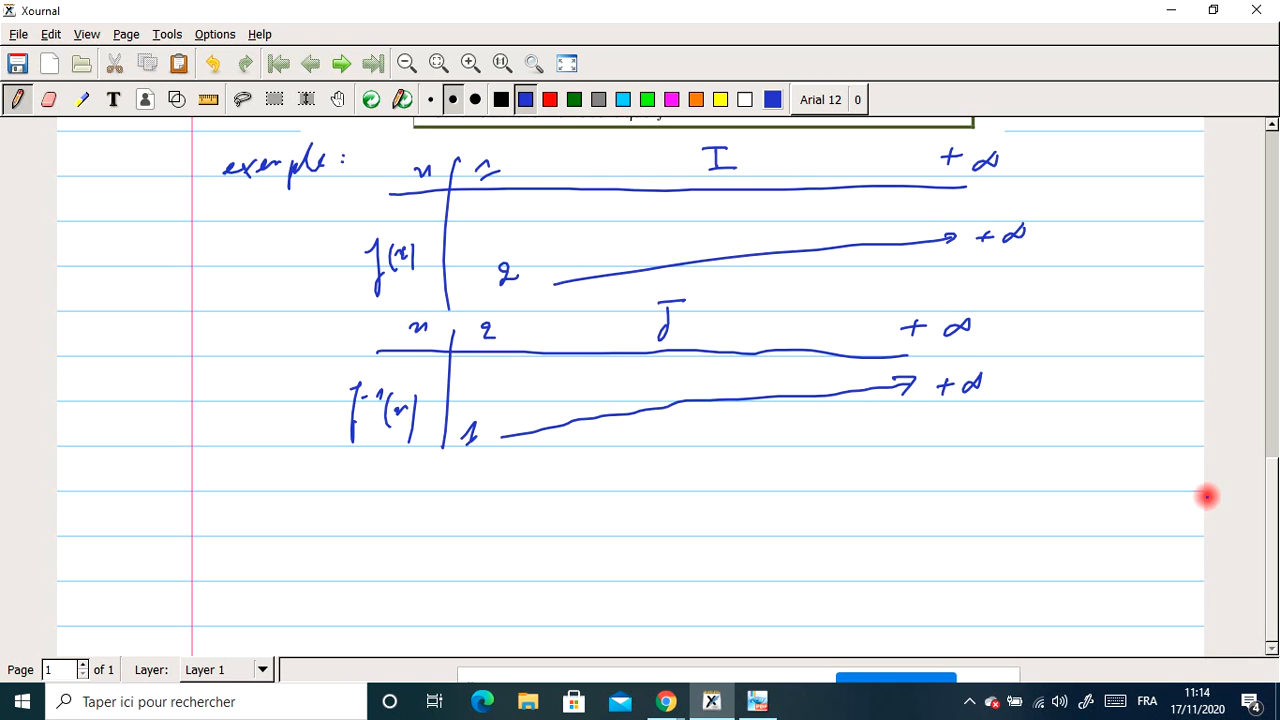 Xournal
File Edit View Page Tools Options Help
Arial 12 0
exemple: x 1 I +∞
f(x) 2 +∞
x 2 J +∞
f⁻¹(x) 1 +∞
Page 1 of 1 Layer: Layer 1
Taper ici pour rechercher
FRA
11:14
17/11/2020
4